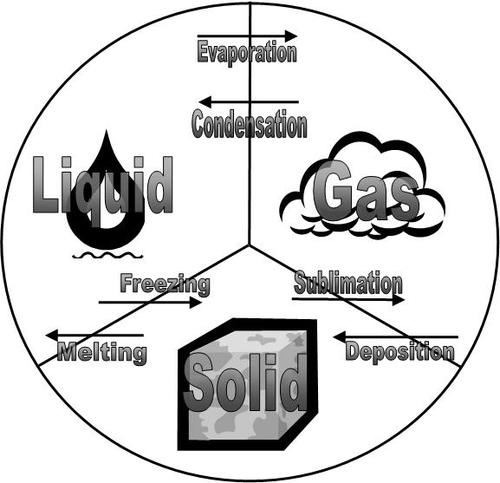 Evaporation
Condensation
Liquid
Gas
Freezing
Sublimation
Melting
Solid
Deposition